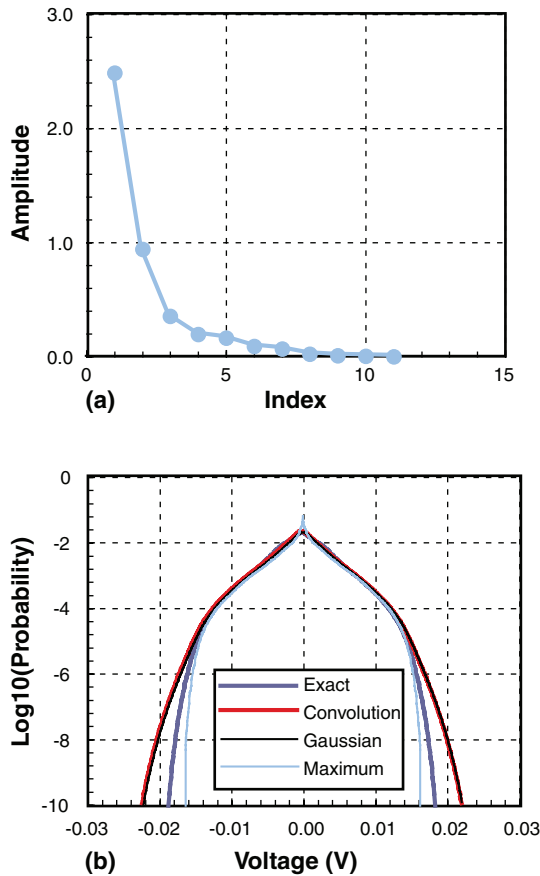 3.0
2.0
1.0
0.0
Amplitude
0 5 10 15
(a) Index
0
-2
-4
-6
-8
-10
Log10(Probability)
Exact
Convolution
Gaussian
Maximum
-0.03 -0.02 -0.01 0.00 0.01 0.02 0.03
(b) Voltage (V)